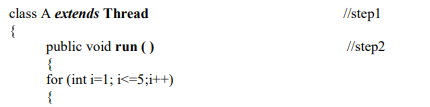 class A extends Thread //step1
{
public void run ( ) //step2
{
for (int i=1; i<=5;i++)
{